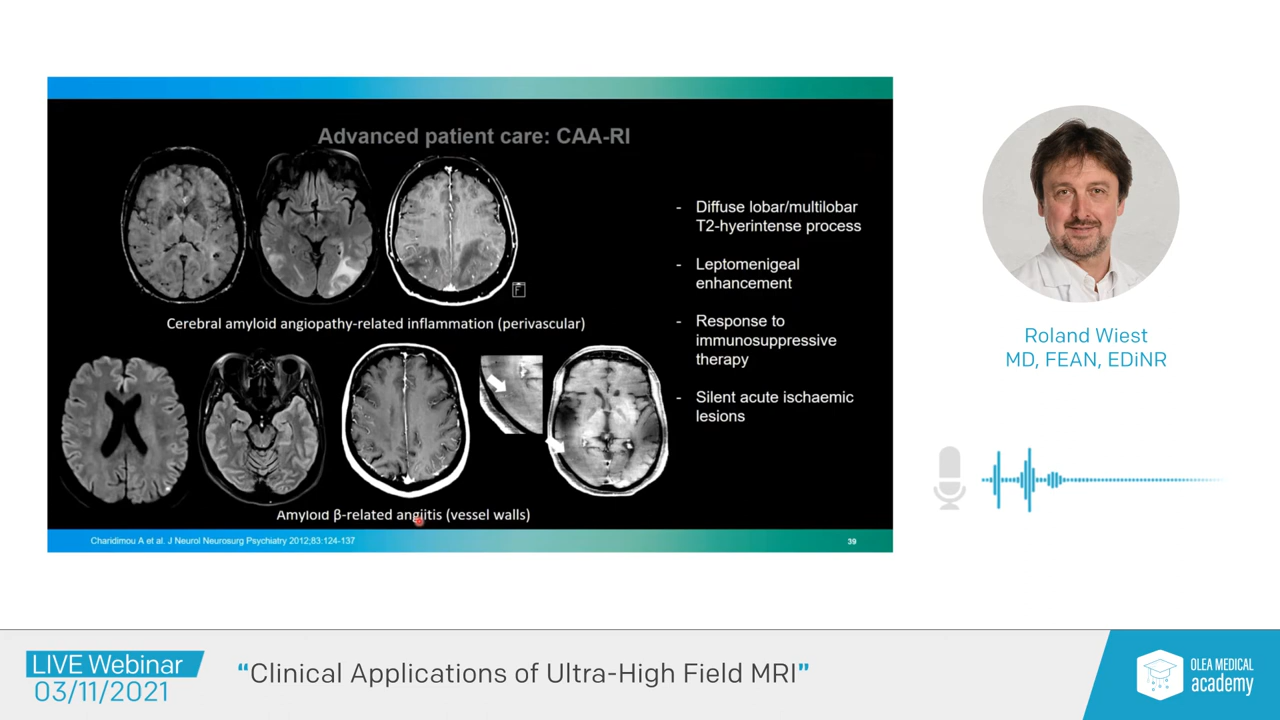 Advanced patient care: CAA-RI
- Diffuse lobar/multilobar
T2-hyerintense process
- Leptomenigeal
enhancement
- Response to
immunosuppressive
therapy
- Silent acute ischaemic
lesions
F
Cerebral amyloid angiopathy-related inflammation (perivascular)
Amyloid β-related angiitis (vessel walls)
Charidimou A et al. J Neurol Neurosurg Psychiatry 2012;83:124-137
39
Roland Wiest
MD, FEAN, EDiNR
LIVE Webinar
03/11/2021
“Clinical Applications of Ultra-High Field MRI”
OLEA MEDICAL
academy